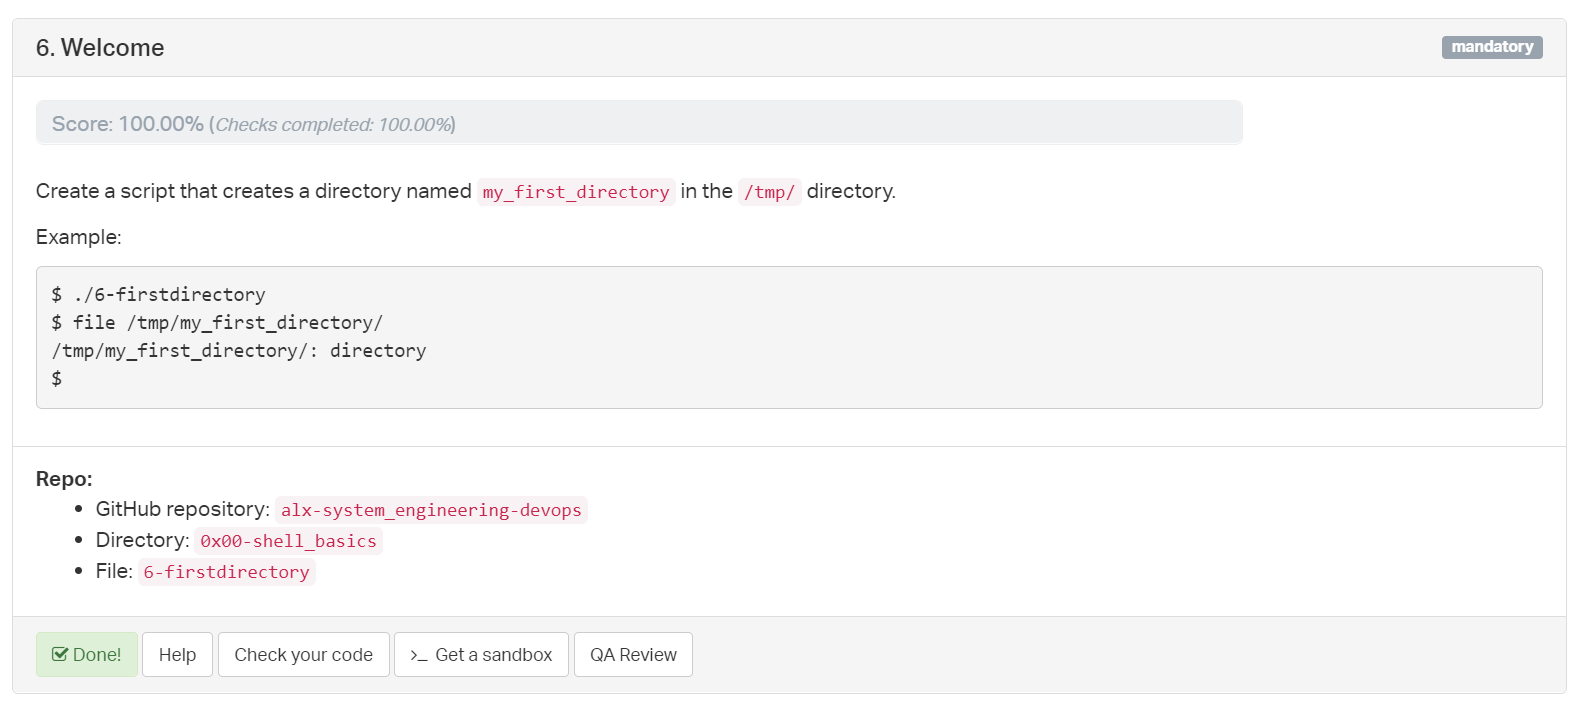 6. Welcome
mandatory
Score: 100.00% (Checks completed: 100.00%)
Create a script that creates a directory named my_first_directory in the /tmp/ directory.
Example:
$ ./6-firstdirectory
$ file /tmp/my_first_directory/
/tmp/my_first_directory/: directory
$
Repo:
• GitHub repository: alx-system_engineering-devops
• Directory: 0x00-shell_basics
• File: 6-firstdirectory
Done! Help Check your code >_ Get a sandbox QA Review